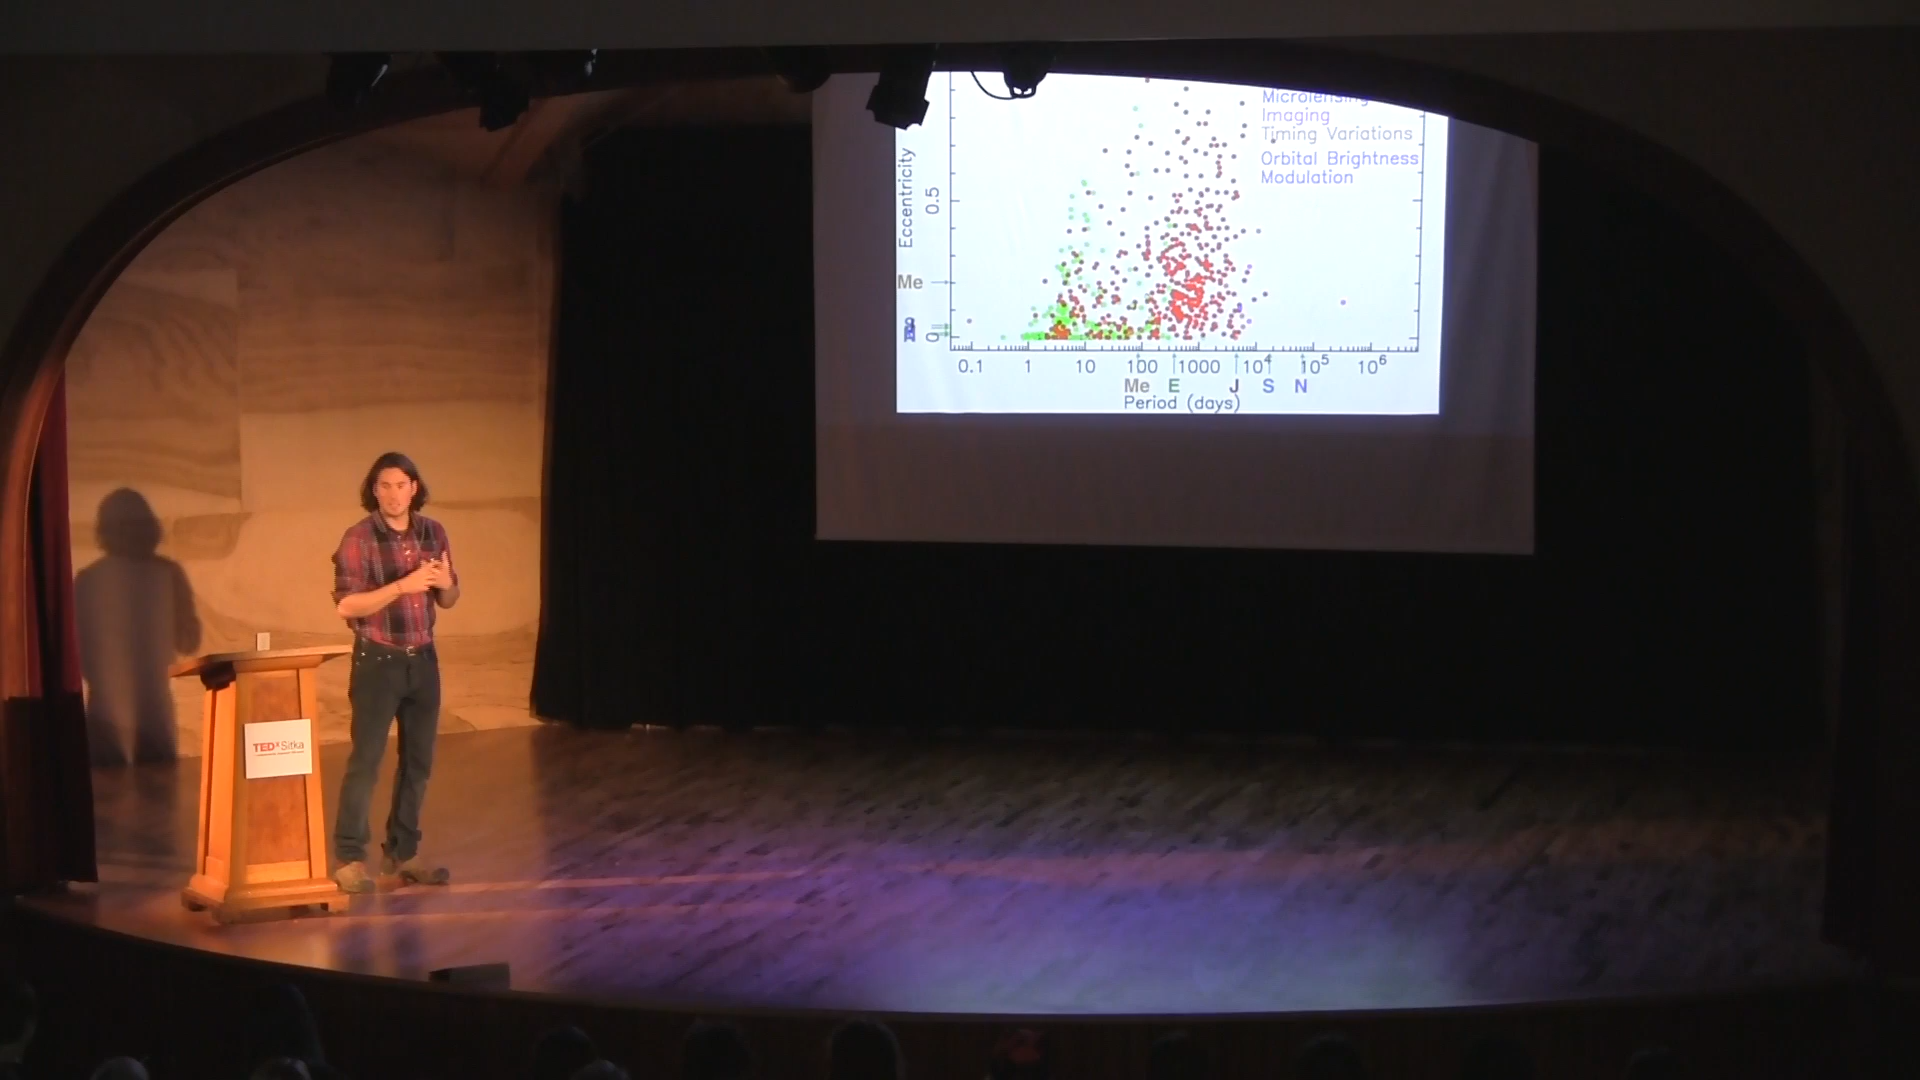 Microlensing
Imaging
Timing Variations
Orbital Brightness
Modulation
Eccentricity
0.5
Me
0
0.1 1 10 100 1000 10⁴ 10⁵ 10⁶
Me E J S N
Period (days)
TEDxSitka